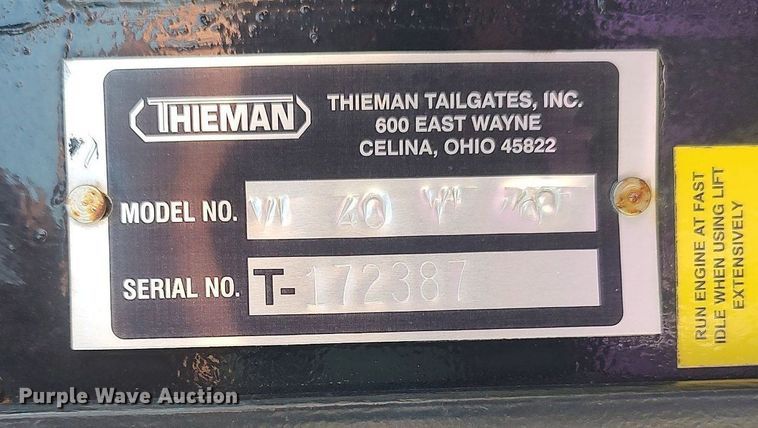 THIEMAN
THIEMAN TAILGATES, INC.
600 EAST WAYNE
CELINA, OHIO 45822
MODEL NO. 40
SERIAL NO. T-172387
RUN ENGINE AT FAST
IDLE WHEN USING LIFT
EXTENSIVELY
Purple Wave Auction